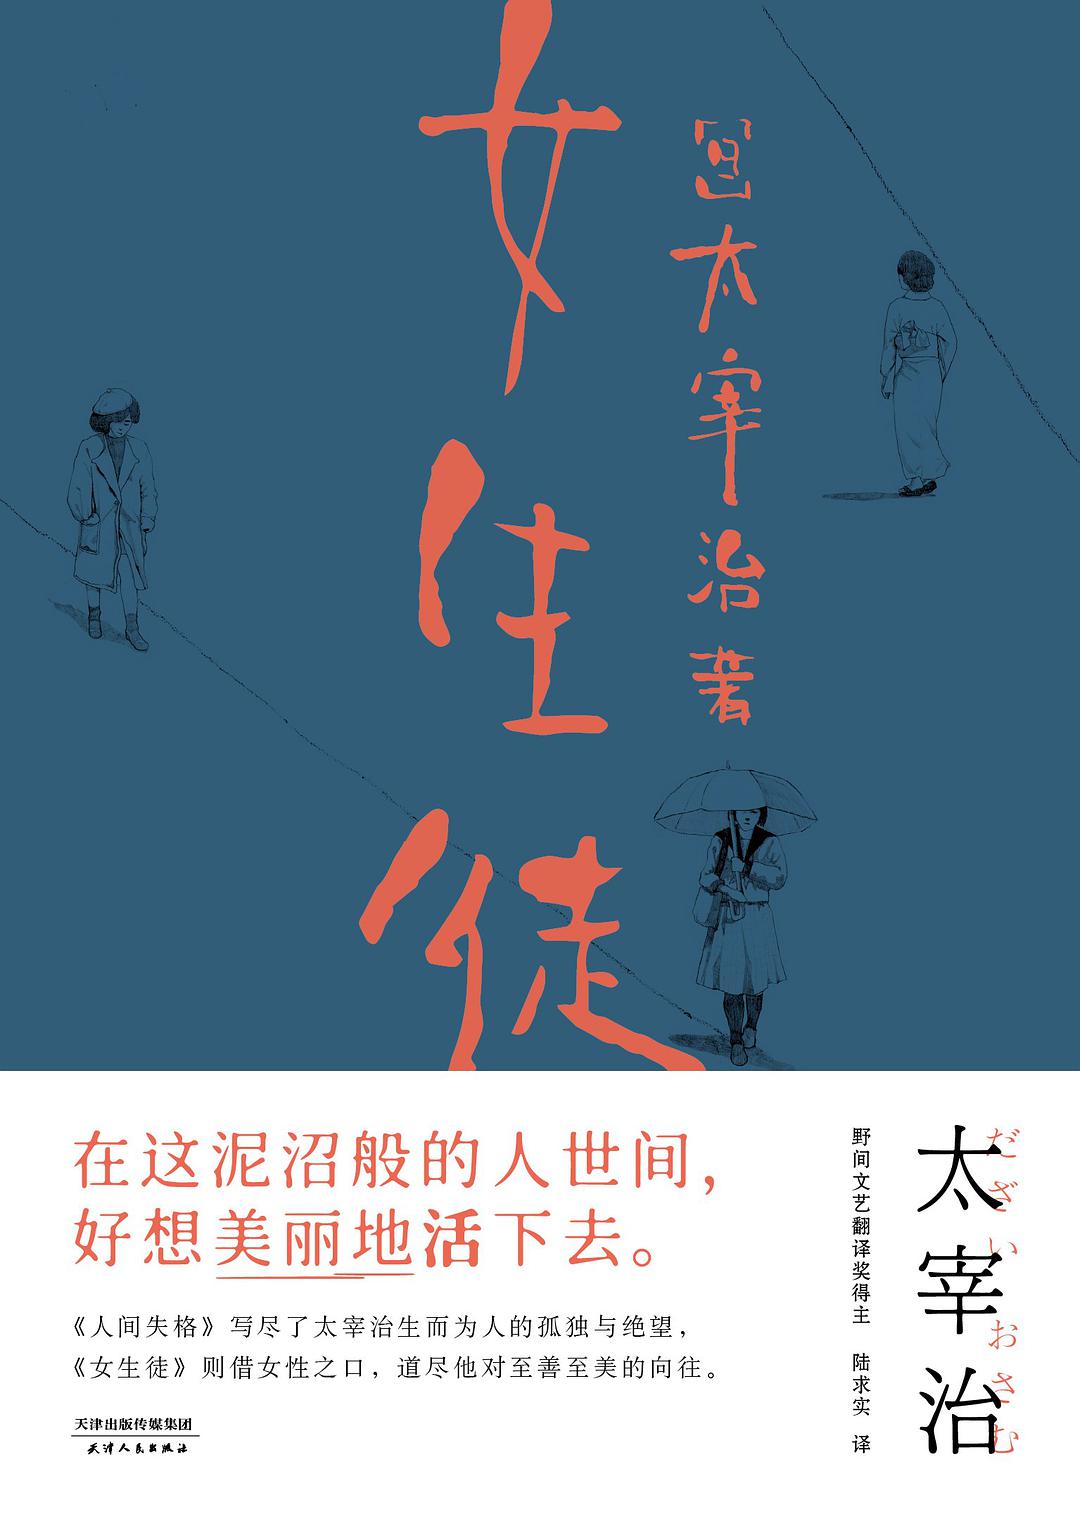 女生徒
[日]太宰治 著
在这泥沼般的人世间，
好想美丽地活下去。
《人间失格》写尽了太宰治生而为人的孤独与绝望，
《女生徒》则借女性之口，道尽他对至善至美的向往。
天津出版传媒集团
天津人民出版社
野间文艺翻译奖得主 陆求实 译
太宰治
だざい おさむ